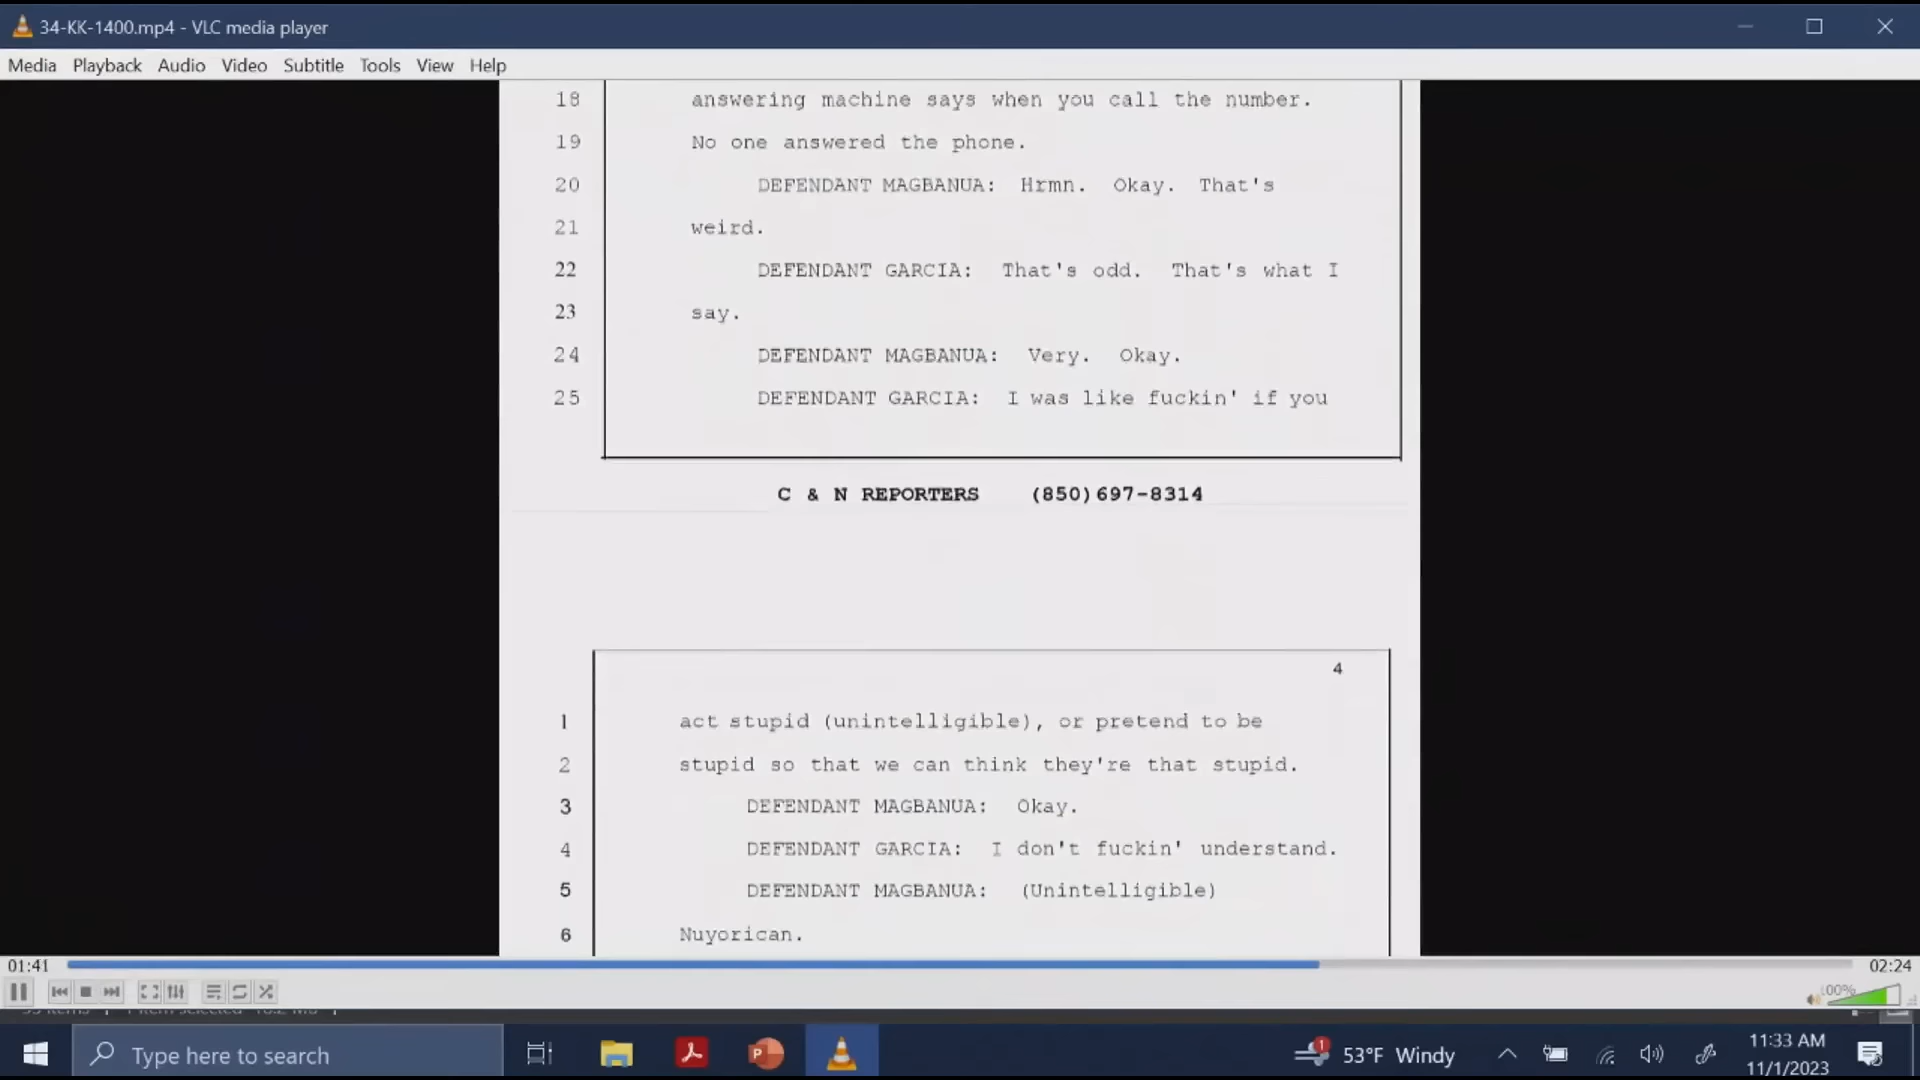 34-KK-1400.mp4 - VLC media player
Media Playback Audio Video Subtitle Tools View Help
18 answering machine says when you call the number.
19 No one answered the phone.
20 DEFENDANT MAGBANUA: Hrmn. Okay. That's
21 weird.
22 DEFENDANT GARCIA: That's odd. That's what I
23 say.
24 DEFENDANT MAGBANUA: Very. Okay.
25 DEFENDANT GARCIA: I was like fuckin' if you
C & N REPORTERS (850)697-8314
4
1 act stupid (unintelligible), or pretend to be
2 stupid so that we can think they're that stupid.
3 DEFENDANT MAGBANUA: Okay.
4 DEFENDANT GARCIA: I don't fuckin' understand.
5 DEFENDANT MAGBANUA: (Unintelligible)
6 Nuyorican.
01:41 02:24
100%
Type here to search
1 53°F Windy
11:33 AM
11/1/2023